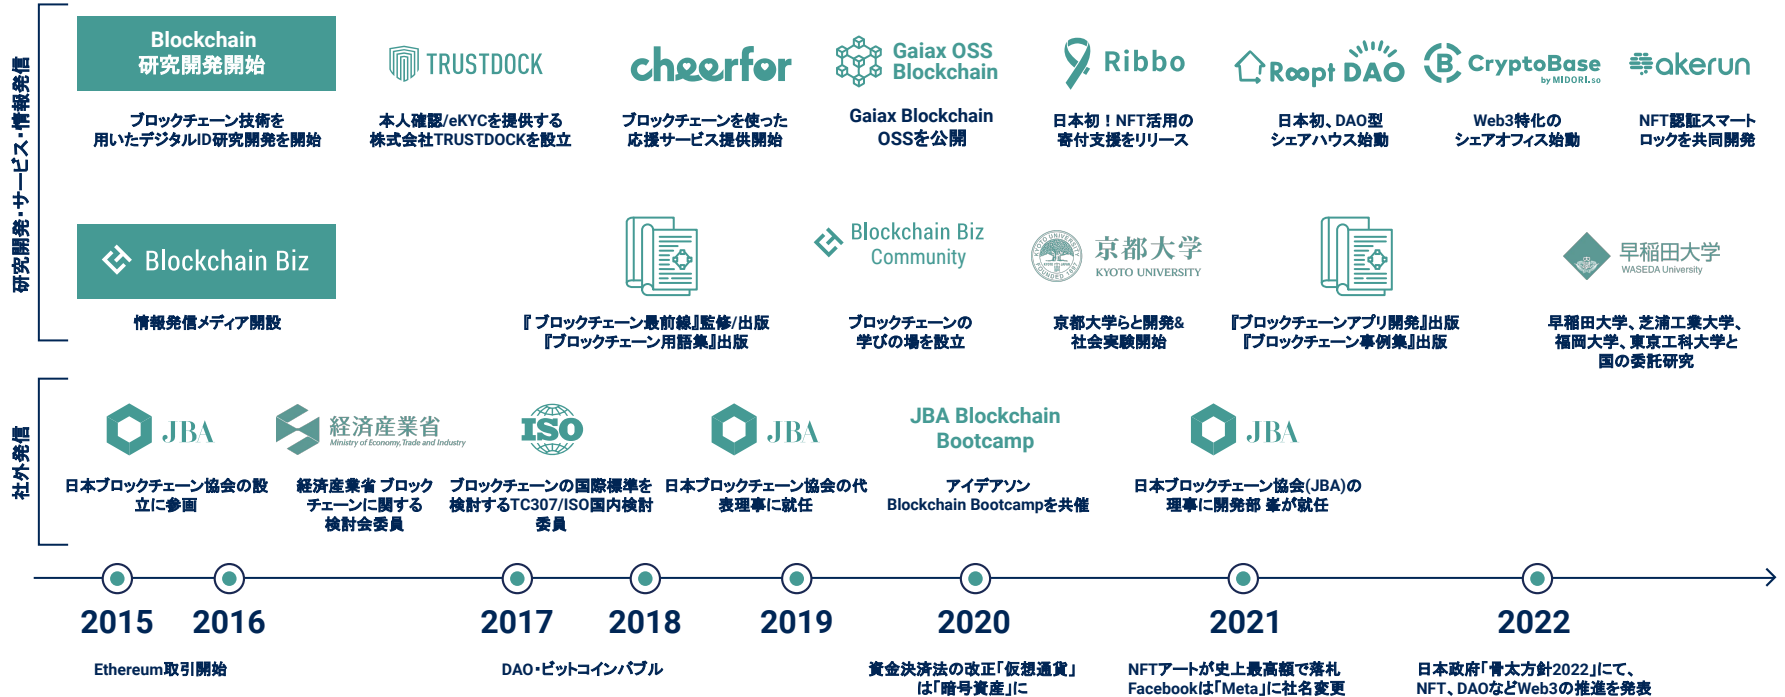 研究開発・サービス・情報発信
Blockchain
研究開発開始
ブロックチェーン技術を
用いたデジタルID研究開発を開始
TRUSTDOCK
本人確認/eKYCを提供する
株式会社TRUSTDOCKを設立
cheerfor
ブロックチェーンを使った
応援サービス提供開始
Gaiax OSS
Blockchain
Gaiax Blockchain
OSSを公開
Ribbo
日本初！NFT活用の
寄付支援をリリース
Roopt DAO
日本初、DAO型
シェアハウス始動
CryptoBase
by MIDORI.so
Web3特化の
シェアオフィス始動
akerun
NFT認証スマート
ロックを共同開発
Blockchain Biz
情報発信メディア開設
『ブロックチェーン最前線』監修/出版
『ブロックチェーン用語集』出版
Blockchain Biz
Community
ブロックチェーンの
学びの場を設立
KYOTO UNIVERSITY
FOUNDED 1897
京都大学
KYOTO UNIVERSITY
京都大学らと開発&
社会実験開始
『ブロックチェーンアプリ開発』出版
『ブロックチェーン事例集』出版
早稲田大学
WASEDA University
早稲田大学、芝浦工業大学、
福岡大学、東京工科大学と
国の委託研究
社外発信
JBA
日本ブロックチェーン協会の設
立に参画
経済産業省
Ministry of Economy, Trade and Industry
経済産業省 ブロック
チェーンに関する
検討会委員
ISO
ブロックチェーンの国際標準を
検討するTC307/ISO国内検討
委員
JBA
日本ブロックチェーン協会の代
表理事に就任
JBA Blockchain
Bootcamp
アイデアソン
Blockchain Bootcampを共催
JBA
日本ブロックチェーン協会(JBA)の
理事に開発部 峯が就任
2015
2016
2017
2018
2019
2020
2021
2022
Ethereum取引開始
DAO・ビットコインバブル
資金決済法の改正「仮想通貨」
は「暗号資産」に
NFTアートが史上最高額で落札
Facebookは「Meta」に社名変更
日本政府「骨太方針2022」にて、
NFT、DAOなどWeb3の推進を発表